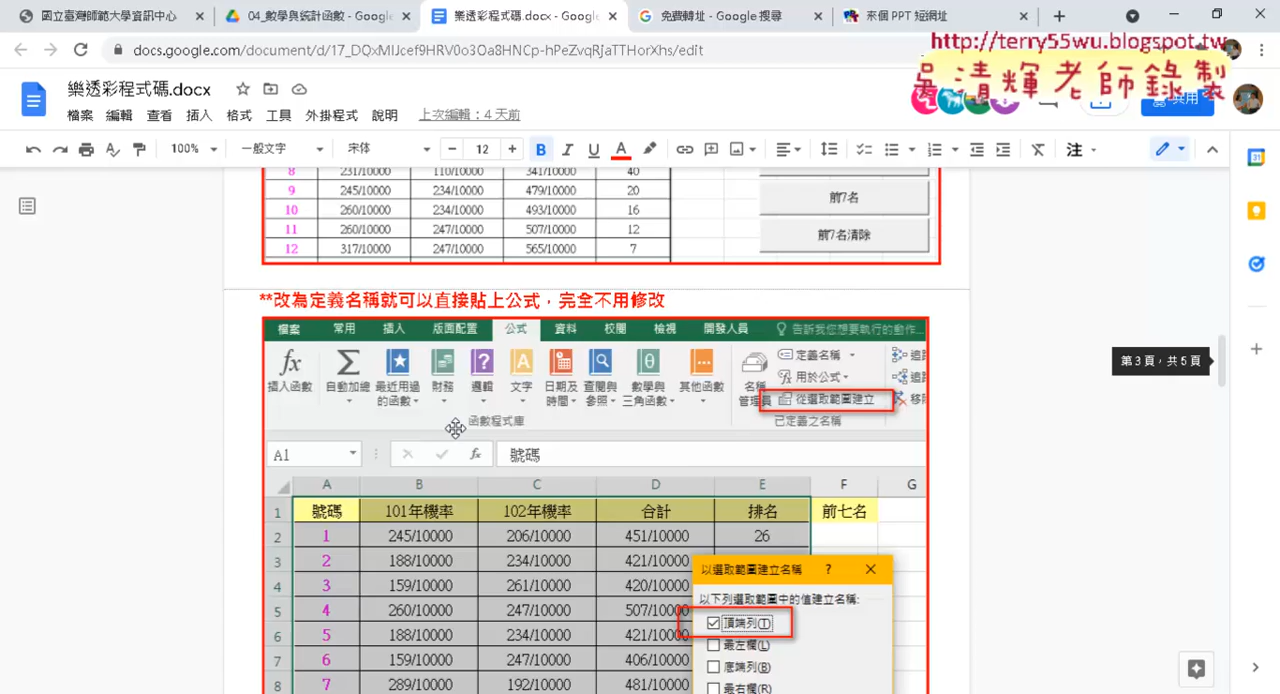 國立臺灣師範大學資訊中心
04_數學與統計函數 - Google
樂透彩程式碼.docx - Google
免費轉址 - Google 搜尋
來個 PPT 短網址
docs.google.com/document/d/17_DQxMIJcef9HRV0o3Oa8HNCp-hPeZvqRjaTTHorXhs/edit
http://terry55wu.blogspot.tw
吳清輝老師錄製
樂透彩程式碼.docx
檔案 編輯 查看 插入 格式 工具 外掛程式 說明 上次編輯：4 天前
共用
100% 一般文字 宋体 12 B I U A 注
8 231/10000 110/10000 341/10000 40
9 245/10000 234/10000 479/10000 20
前7名
10 260/10000 234/10000 493/10000 16
11 260/10000 247/10000 507/10000 12
前7名清除
12 317/10000 247/10000 565/10000 7
**改為定義名稱就可以直接貼上公式，完全不用修改
第 3 頁，共 5 頁
檔案 常用 插入 版面配置 公式 資料 校閱 檢視 開發人員 告訴我您想要執行的動作...
插入函數 自動加總 最近用過的函數 財務 邏輯 文字 日期及時間 查閱與參照 數學與三角函數 其他函數 名稱管理員
定義名稱
用於公式
從選取範圍建立
函數程式庫 已定義之名稱
A1 fx 號碼
A B C D E F G
1 號碼 101年機率 102年機率 合計 排名 前七名
2 1 245/10000 206/10000 451/10000 26
3 2 188/10000 234/10000 421/10000
4 3 159/10000 261/10000 420/10000
5 4 260/10000 247/10000 507/10000
6 5 188/10000 234/10000 421/10000
7 6 159/10000 247/10000 406/10000
8 7 289/10000 192/10000 481/10000
以選取範圍建立名稱 ?
以下列選取範圍中的值建立名稱:
頂端列(T)
最左欄(L)
底端列(B)
最右欄(R)